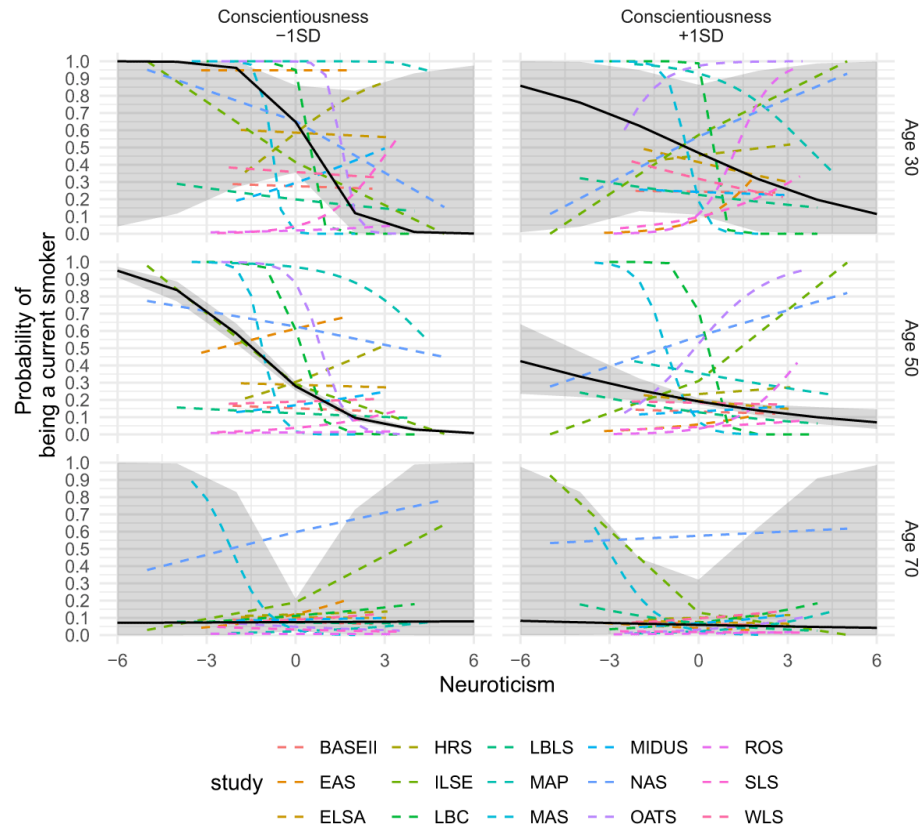 Conscientiousness
−1SD
Conscientiousness
+1SD
1.0
0.9
0.8
0.7
0.6
0.5
0.4
0.3
0.2
0.1
0.0
Age 30
1.0
0.9
0.8
0.7
0.6
0.5
0.4
0.3
0.2
0.1
0.0
Age 50
1.0
0.9
0.8
0.7
0.6
0.5
0.4
0.3
0.2
0.1
0.0
Age 70
Probability of
being a current smoker
−6 −3 0 3 6 −6 −3 0 3 6
Neuroticism
study
BASEII HRS LBLS MIDUS ROS
EAS ILSE MAP NAS SLS
ELSA LBC MAS OATS WLS